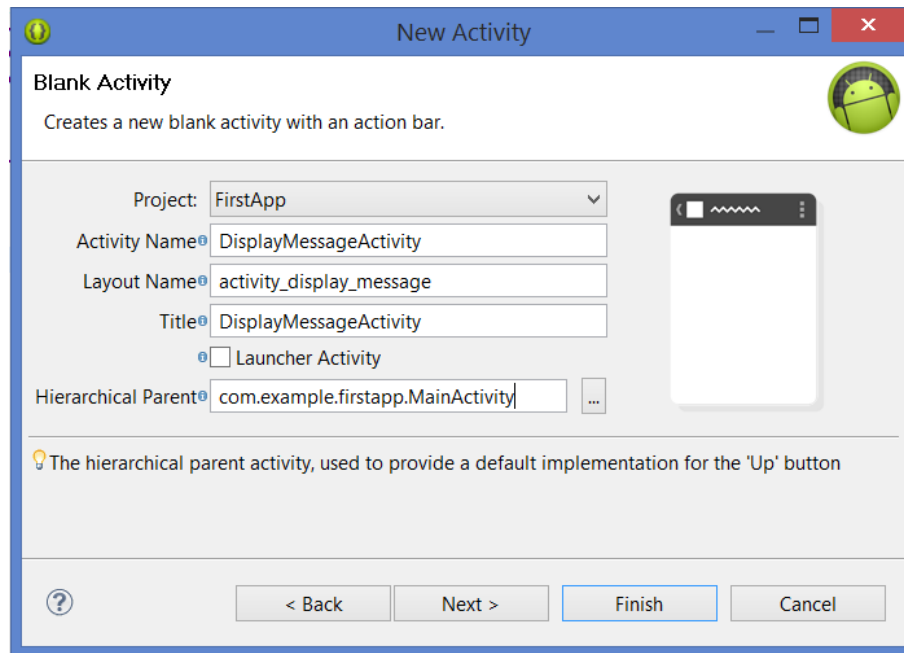 New Activity
Blank Activity
Creates a new blank activity with an action bar.
Project: FirstApp
Activity Name DisplayMessageActivity
Layout Name activity_display_message
Title DisplayMessageActivity
Launcher Activity
Hierarchical Parent com.example.firstapp.MainActivity ...
The hierarchical parent activity, used to provide a default implementation for the 'Up' button
? < Back Next > Finish Cancel